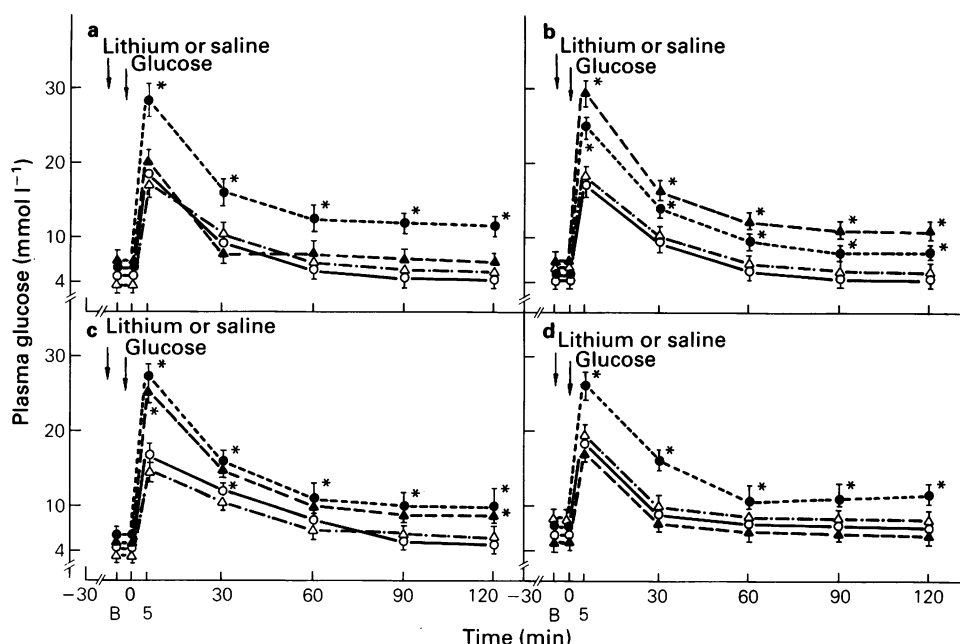 a
Lithium or saline
Glucose
b
Lithium or saline
Glucose
30
20
10
4
Plasma glucose (mmol l⁻¹)
c
Lithium or saline
Glucose
d
Lithium or saline
Glucose
30
20
10
4
-30 0 30 60 90 120 -30 0 30 60 90 120
B 5 B 5
Time (min)